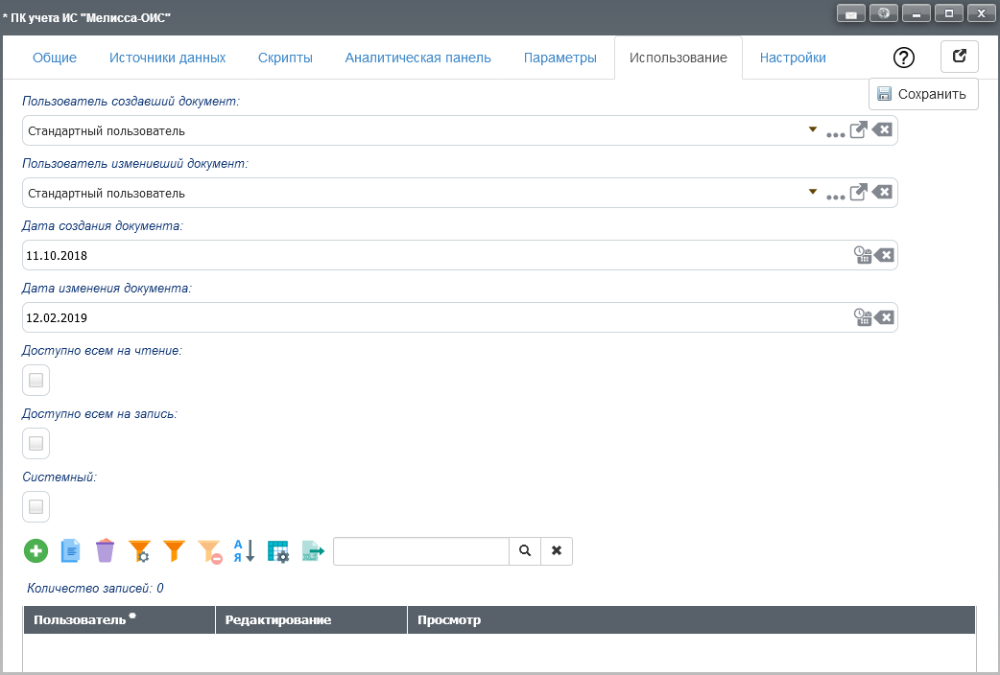 * ПК учета ИС "Мелисса-ОИС"
Общие Источники данных Скрипты Аналитическая панель Параметры Использование Настройки
Сохранить
Пользователь создавший документ:
Стандартный пользователь
Пользователь изменивший документ:
Стандартный пользователь
Дата создания документа:
11.10.2018
Дата изменения документа:
12.02.2019
Доступно всем на чтение:
Доступно всем на запись:
Системный:
Количество записей: 0
Пользователь * Редактирование Просмотр